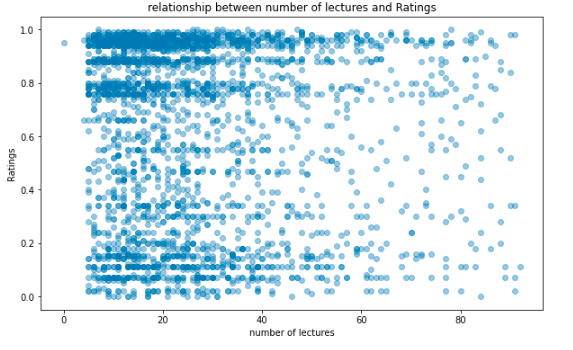 relationship between number of lectures and Ratings
1.0
0.8
0.6
0.4
0.2
0.0
Ratings
0 20 40 60 80
number of lectures